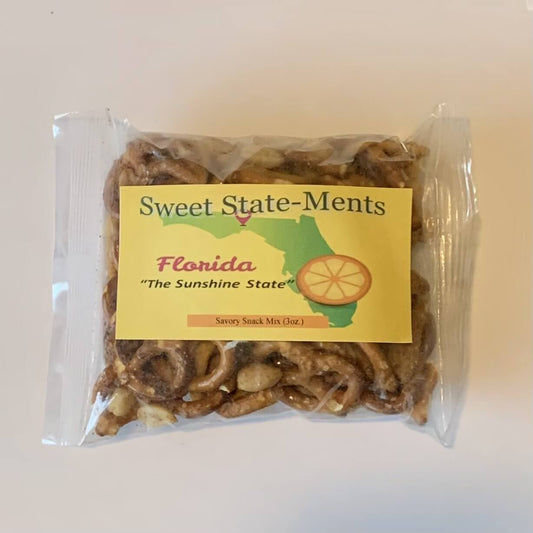 Sweet State-Ments
Florida
"The Sunshine State"
Savory Snack Mix (3oz.)